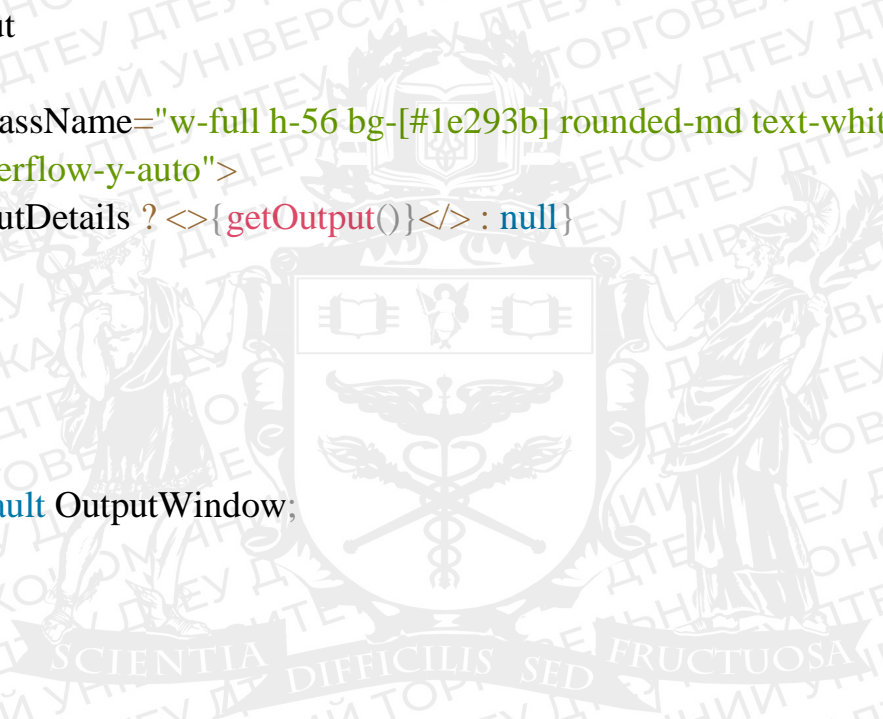 ut
assName="w-full h-56 bg-[#1e293b] rounded-md text-whit
erflow-y-auto">
utDetails ? <>{getOutput()}</> : null}
ault OutputWindow;
SCIENTIA DIFFICILIS SED FRUCTUOSA